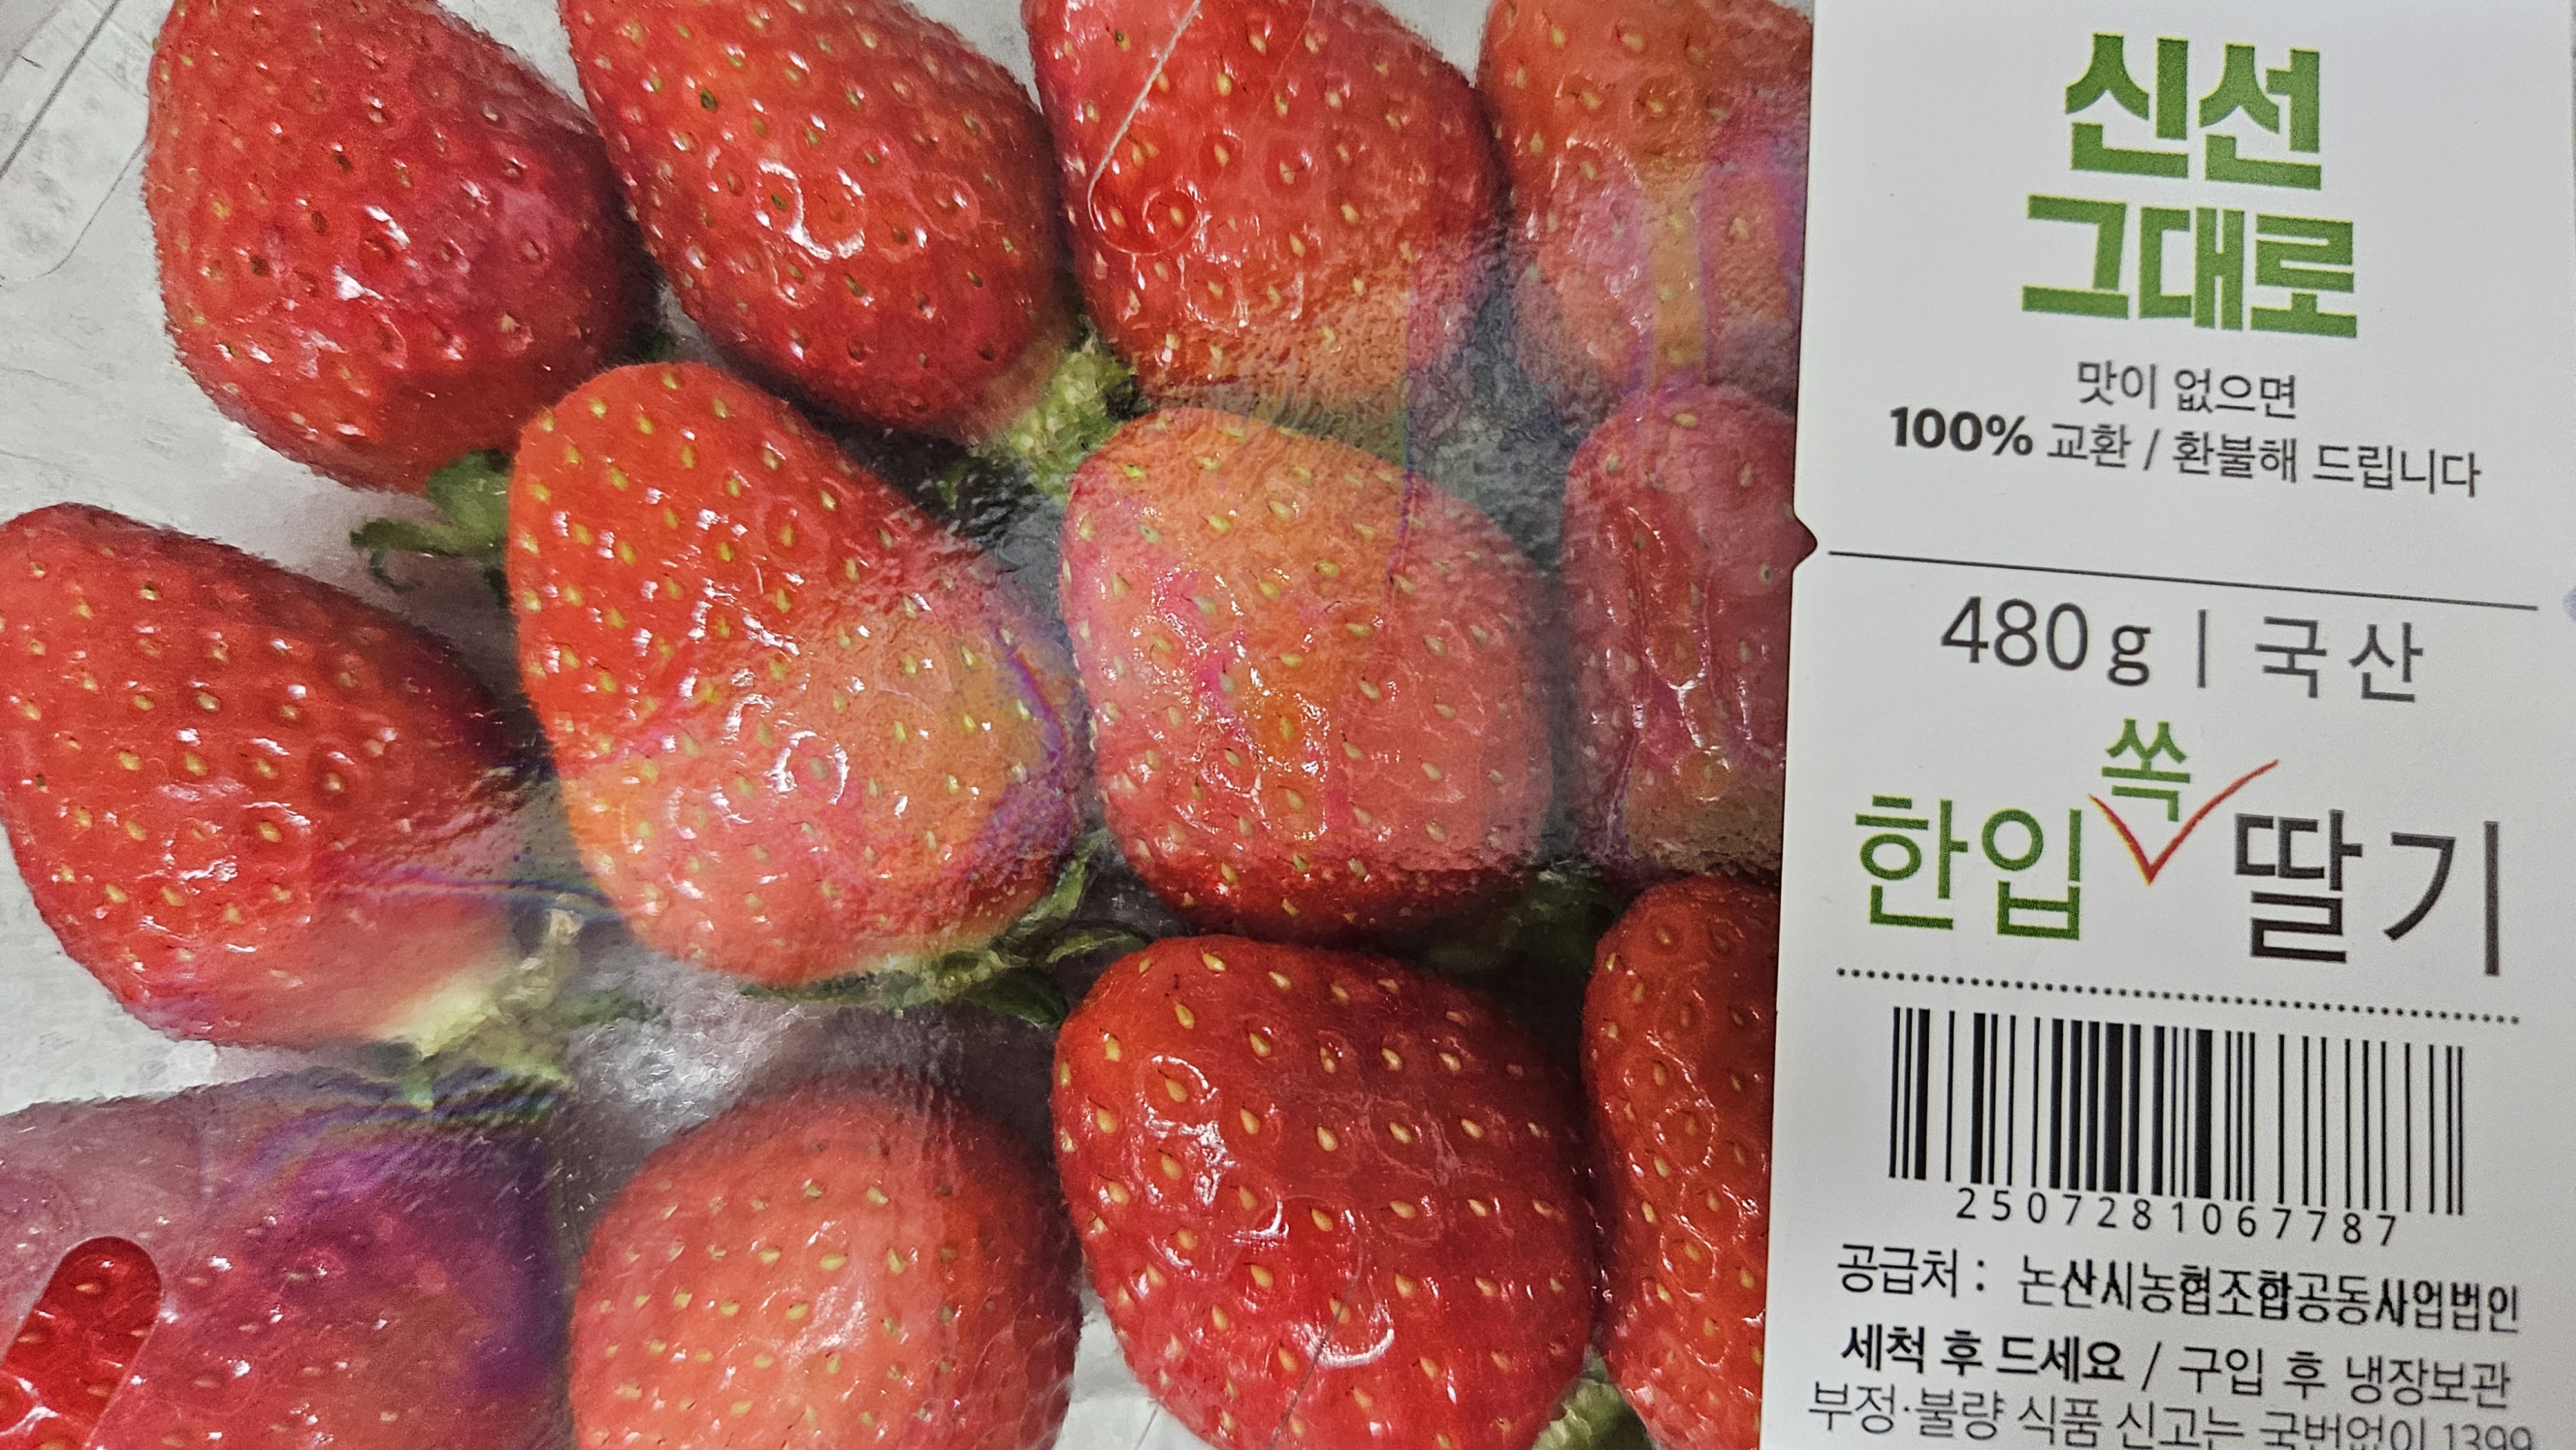 신선
그대로
맛이 없으면
100% 교환 / 환불해 드립니다
480g | 국산
한입 쏙 딸기
2507281067787
공급처 : 논산시농협조합공동사업법인
세척 후 드세요 / 구입 후 냉장보관
부정·불량 식품 신고는 국번없이 1399